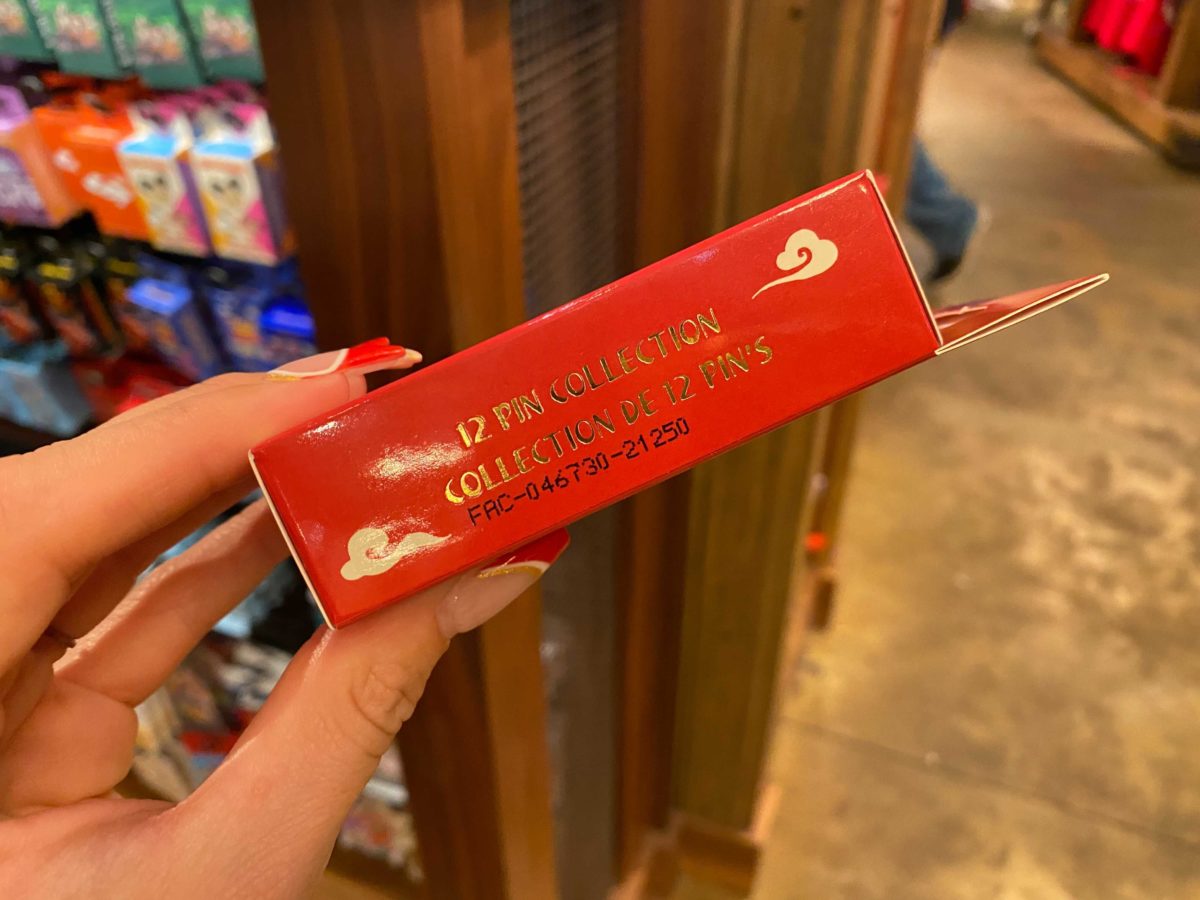 12 PIN COLLECTION
COLLECTION DE 12 PIN'S
FAC-046730-21250